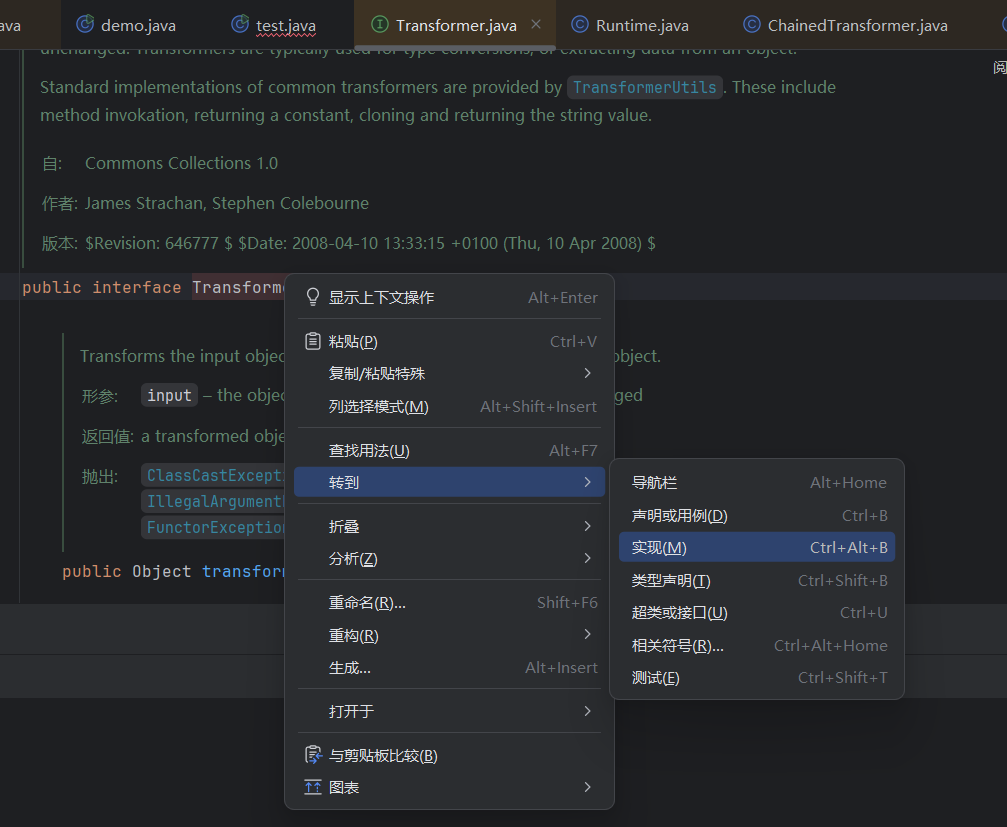 ava
demo.java
test.java
Transformer.java
Runtime.java
ChainedTransformer.java
unchanged. Transformers are typically used for type conversions, or extracting data from an object.
阅
Standard implementations of common transformers are provided by TransformerUtils. These include
method invokation, returning a constant, cloning and returning the string value.
自: Commons Collections 1.0
作者: James Strachan, Stephen Colebourne
版本: $Revision: 646777 $ $Date: 2008-04-10 13:33:15 +0100 (Thu, 10 Apr 2008) $
public interface Transforme
Transforms the input objec
bject.
形参: input – the objec
ged
返回值: a transformed obje
抛出: ClassCastExcepti
IllegalArgument
FunctorException
public Object transform
显示上下文操作 Alt+Enter
粘贴(P) Ctrl+V
复制/粘贴特殊
列选择模式(M) Alt+Shift+Insert
查找用法(U) Alt+F7
转到
折叠
分析(Z)
重命名(R)... Shift+F6
重构(R)
生成... Alt+Insert
打开于
与剪贴板比较(B)
图表
导航栏 Alt+Home
声明或用例(D) Ctrl+B
实现(M) Ctrl+Alt+B
类型声明(T) Ctrl+Shift+B
超类或接口(U) Ctrl+U
相关符号(R)... Ctrl+Alt+Home
测试(E) Ctrl+Shift+T